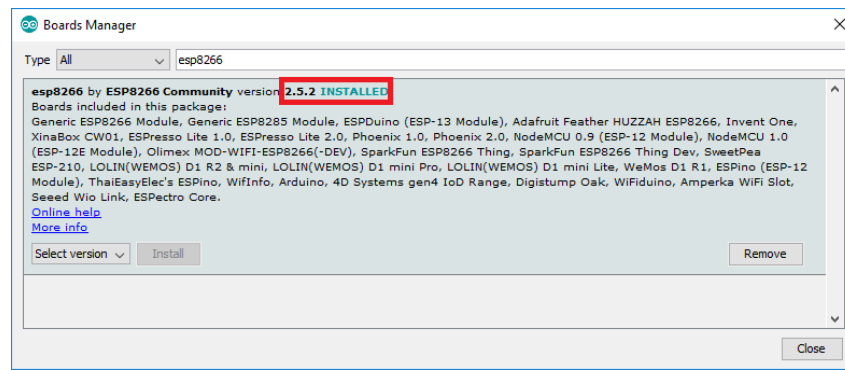 Boards Manager
Type All esp8266
esp8266 by ESP8266 Community version 2.5.2 INSTALLED
Boards included in this package:
Generic ESP8266 Module, Generic ESP8285 Module, ESPDuino (ESP-13 Module), Adafruit Feather HUZZAH ESP8266, Invent One,
XinaBox CW01, ESPresso Lite 1.0, ESPresso Lite 2.0, Phoenix 1.0, Phoenix 2.0, NodeMCU 0.9 (ESP-12 Module), NodeMCU 1.0
(ESP-12E Module), Olimex MOD-WIFI-ESP8266(-DEV), SparkFun ESP8266 Thing, SparkFun ESP8266 Thing Dev, SweetPea
ESP-210, LOLIN(WEMOS) D1 R2 & mini, LOLIN(WEMOS) D1 mini Pro, LOLIN(WEMOS) D1 mini Lite, WeMos D1 R1, ESPino (ESP-12
Module), ThaiEasyElec's ESPino, WifInfo, Arduino, 4D Systems gen4 IoD Range, Digistump Oak, WiFiduino, Amperka WiFi Slot,
Seeed Wio Link, ESPectro Core.
Online help
More info
Select version Install Remove
Close